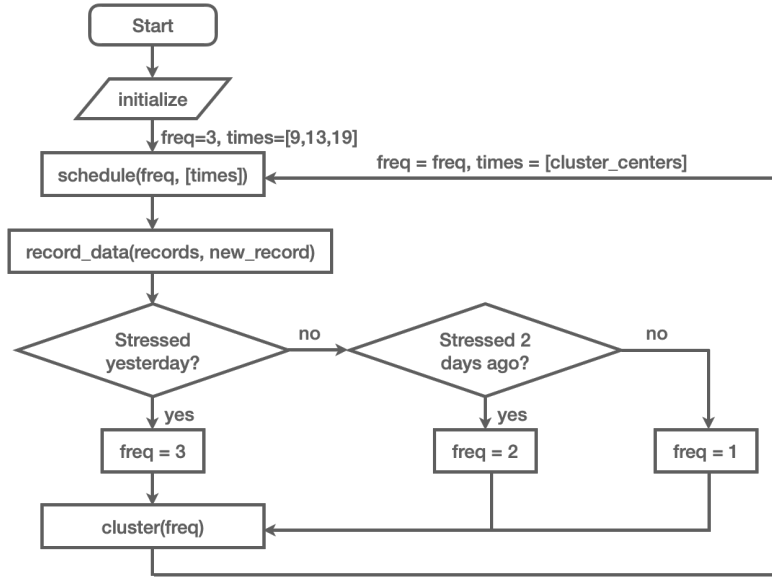 Start
initialize
freq=3, times=[9,13,19]
freq = freq, times = [cluster_centers]
schedule(freq, [times])
record_data(records, new_record)
Stressed
yesterday?
no
Stressed 2
days ago?
no
yes
yes
freq = 3
freq = 2
freq = 1
cluster(freq)